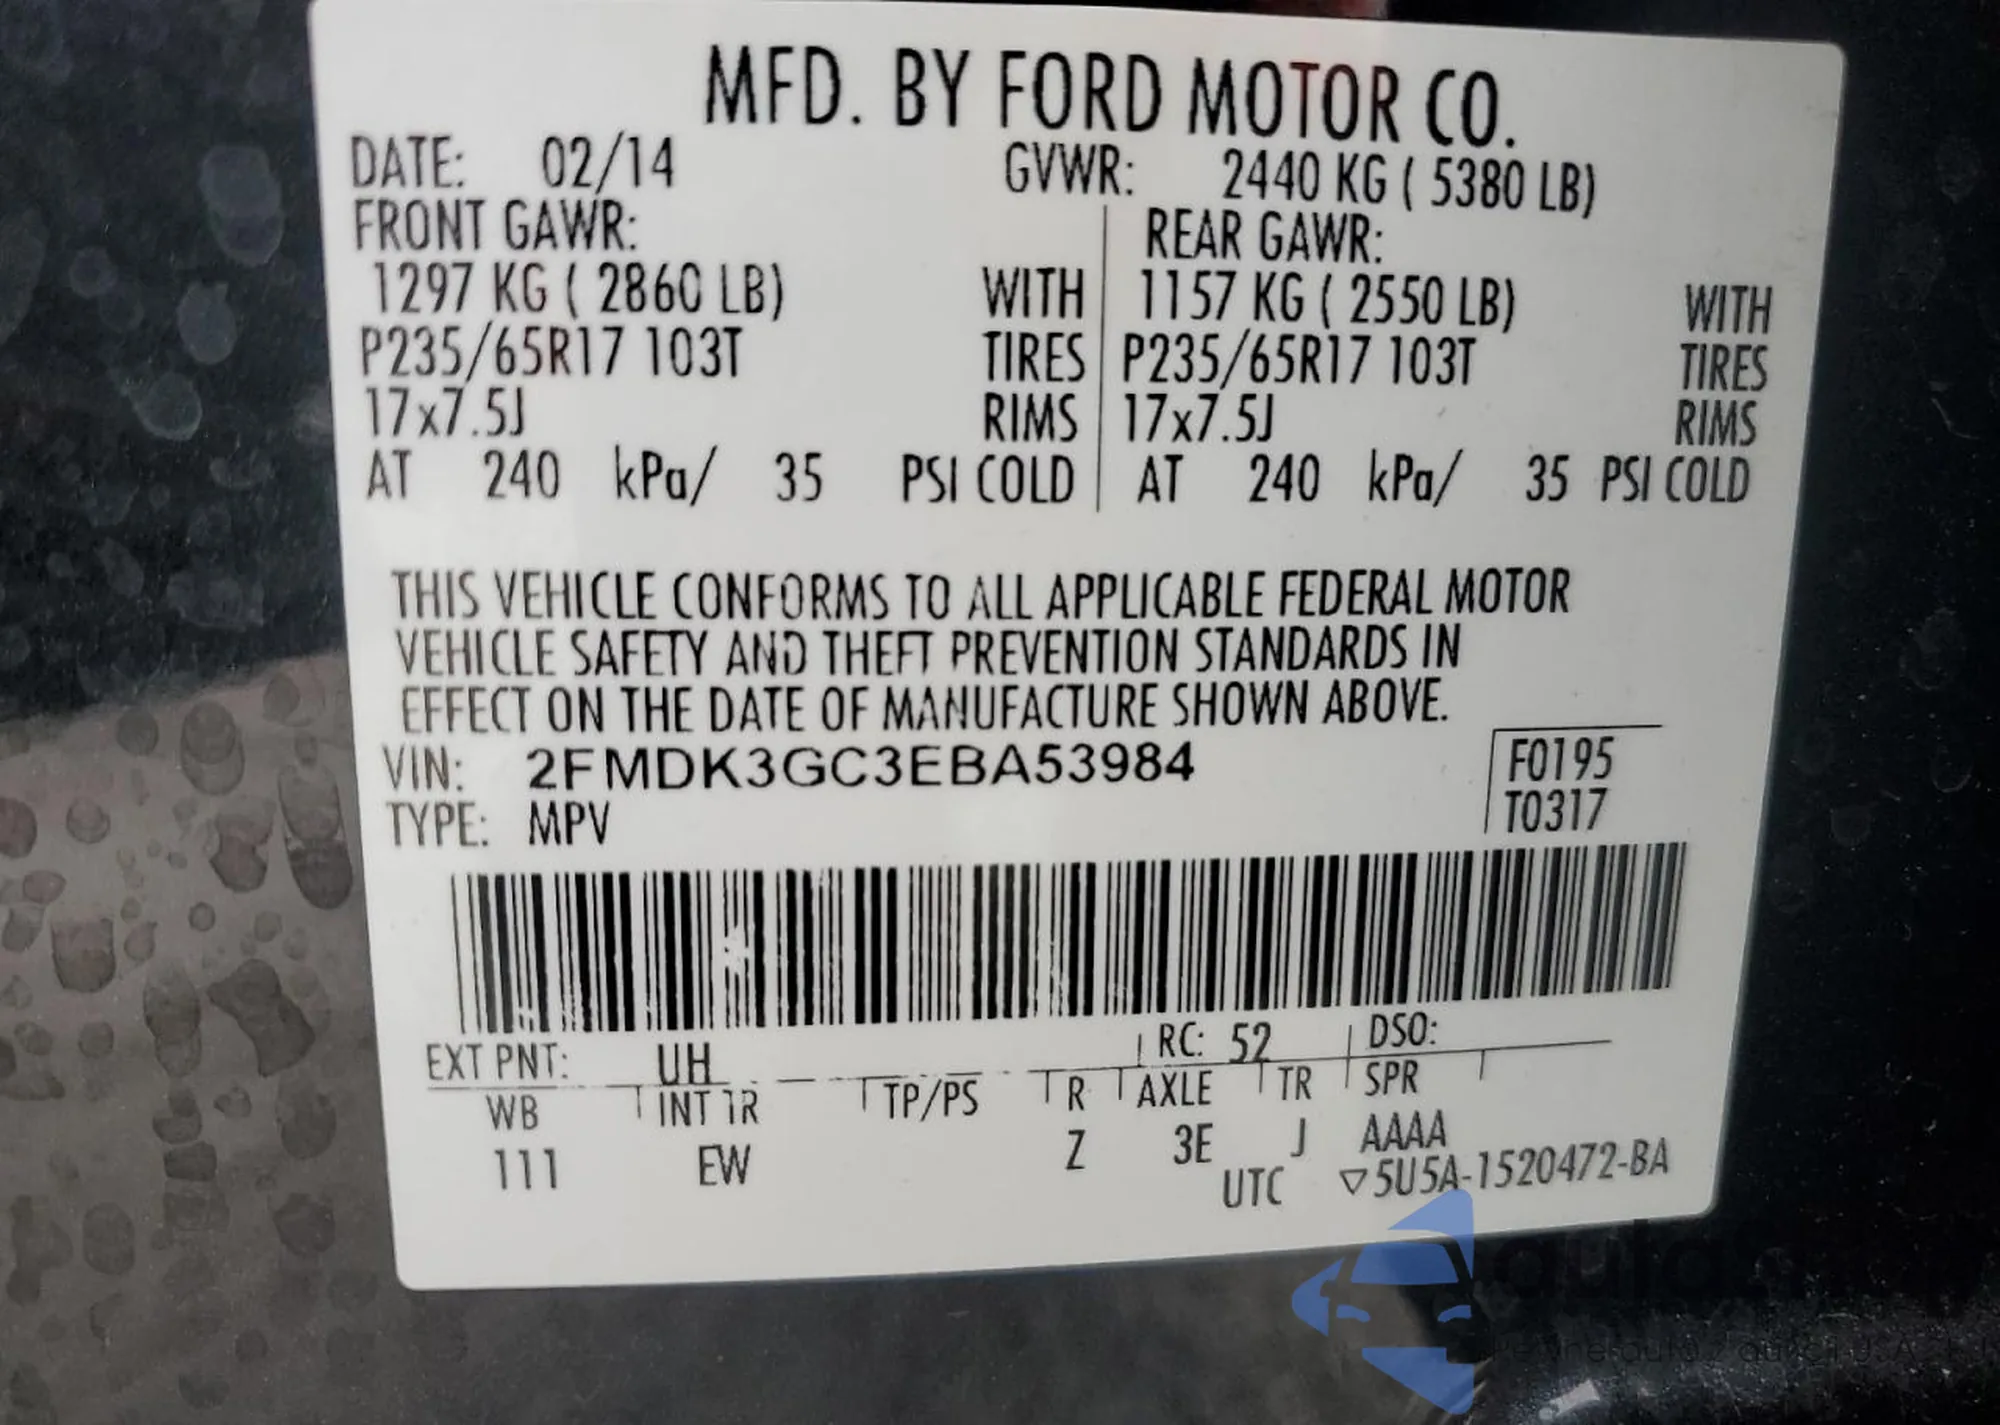 MFD. BY FORD MOTOR CO.
DATE: 02/14 GVWR: 2440 KG ( 5380 LB)
FRONT GAWR: REAR GAWR:
1297 KG ( 2860 LB) WITH 1157 KG ( 2550 LB) WITH
P235/65R17 103T TIRES P235/65R17 103T TIRES
17x7.5J RIMS 17x7.5J RIMS
AT 240 kPa/ 35 PSI COLD AT 240 kPa/ 35 PSI COLD
THIS VEHICLE CONFORMS TO ALL APPLICABLE FEDERAL MOTOR
VEHICLE SAFETY AND THEFT PREVENTION STANDARDS IN
EFFECT ON THE DATE OF MANUFACTURE SHOWN ABOVE.
VIN: 2FMDK3GC3EBA53984 F0195
TYPE: MPV T0317
EXT PNT: UH RC: 52 DSO:
WB INT TR TP/PS R AXLE TR SPR
111 EW Z 3E J AAAA
UTC ▽5U5A-1520472-BA